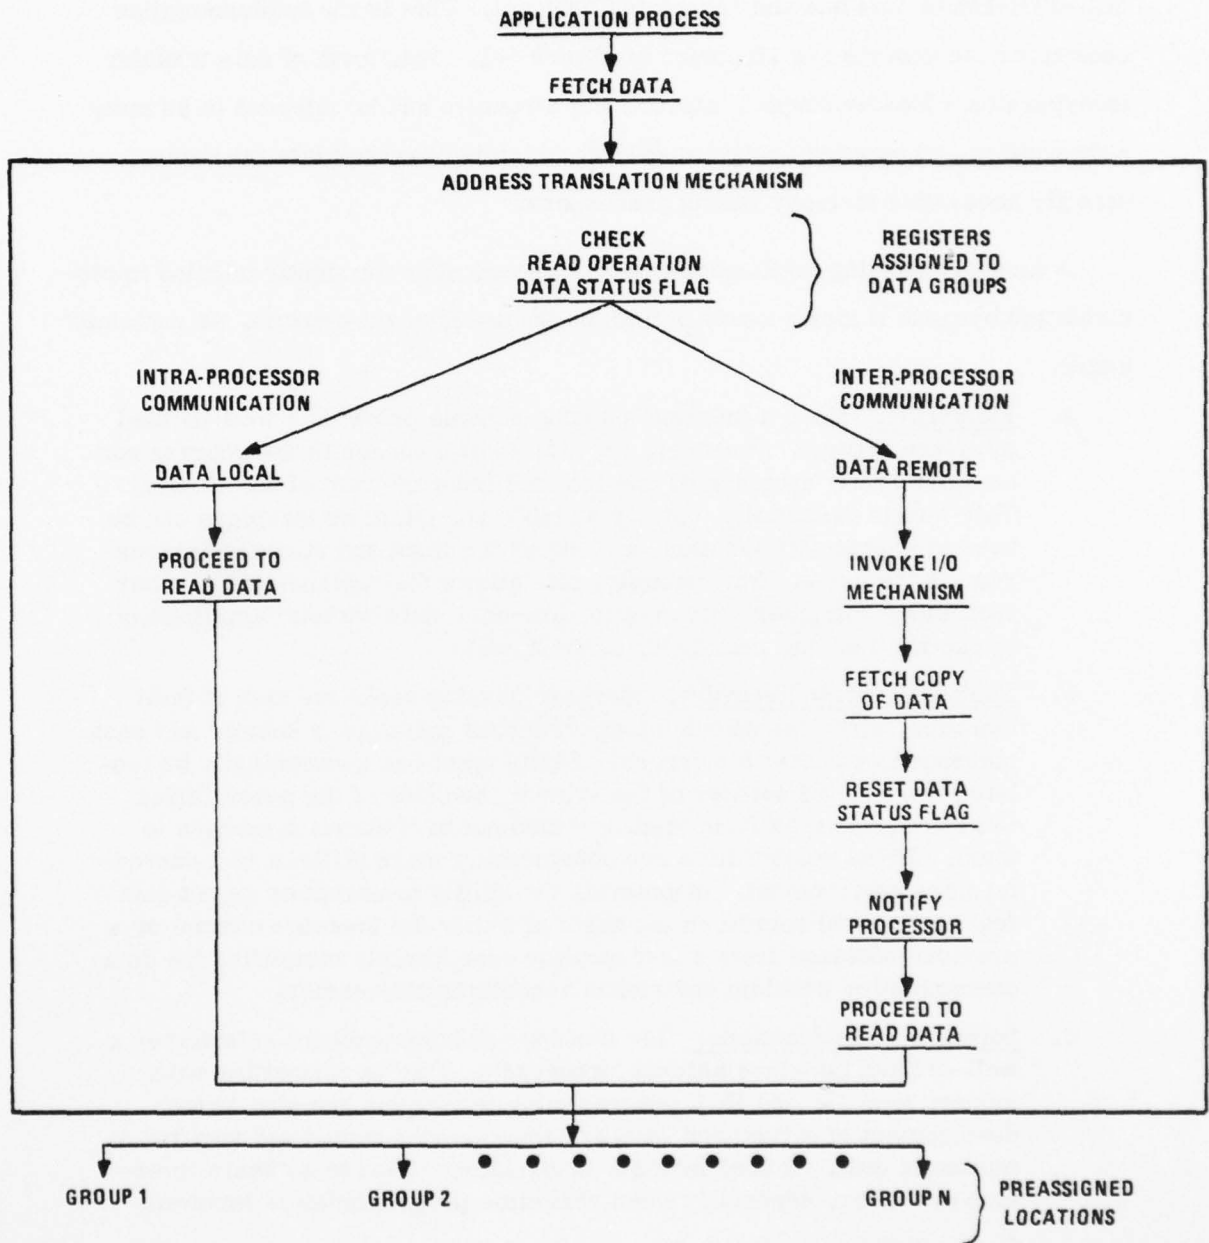 APPLICATION PROCESS
FETCH DATA
ADDRESS TRANSLATION MECHANISM
CHECK
READ OPERATION
DATA STATUS FLAG
REGISTERS
ASSIGNED TO
DATA GROUPS
INTRA-PROCESSOR
COMMUNICATION
INTER-PROCESSOR
COMMUNICATION
DATA LOCAL
DATA REMOTE
PROCEED TO
READ DATA
INVOKE I/O
MECHANISM
FETCH COPY
OF DATA
RESET DATA
STATUS FLAG
NOTIFY
PROCESSOR
PROCEED TO
READ DATA
GROUP 1
GROUP 2
GROUP N
PREASSIGNED
LOCATIONS